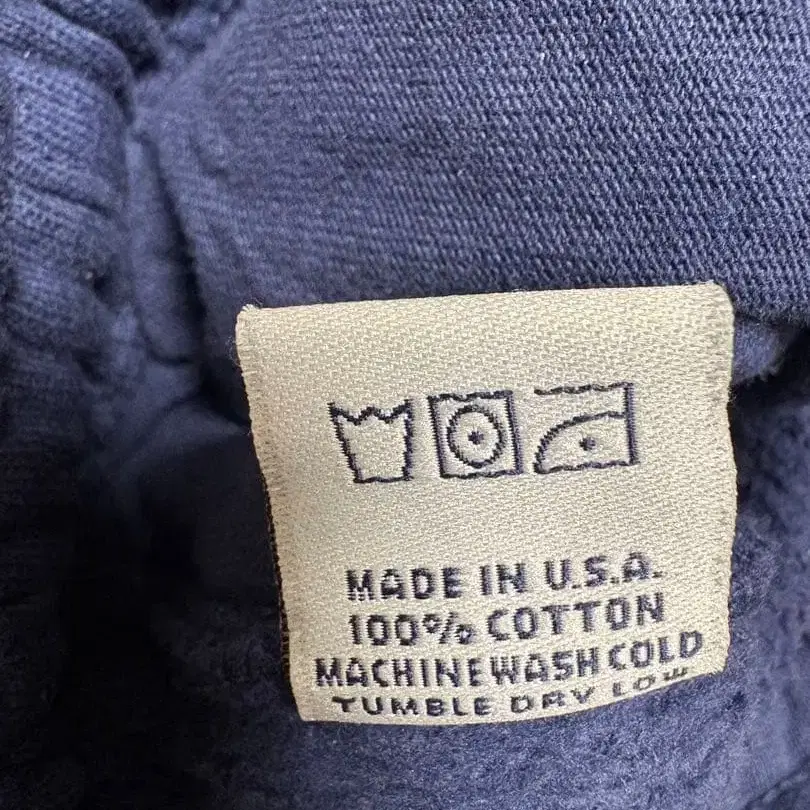 MADE IN U.S.A.
100% COTTON
MACHINE WASH COLD
TUMBLE DRY LOW